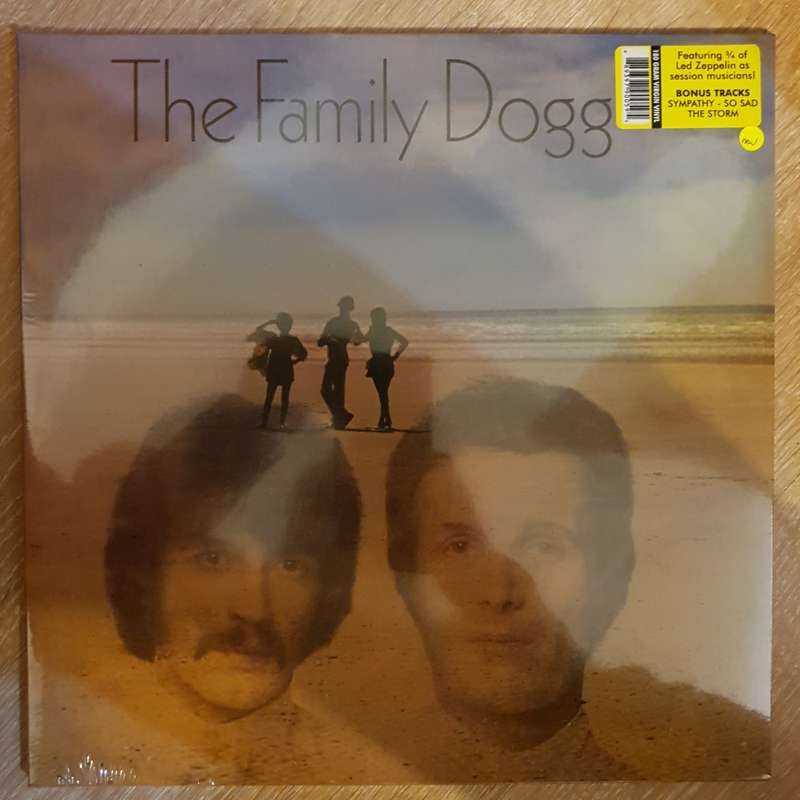 The Family Dogg
180 GRAM VIRGIN VINYL
Featuring ¾ of
Led Zeppelin as
session musicians!
BONUS TRACKS
SYMPATHY - SO SAD
THE STORM